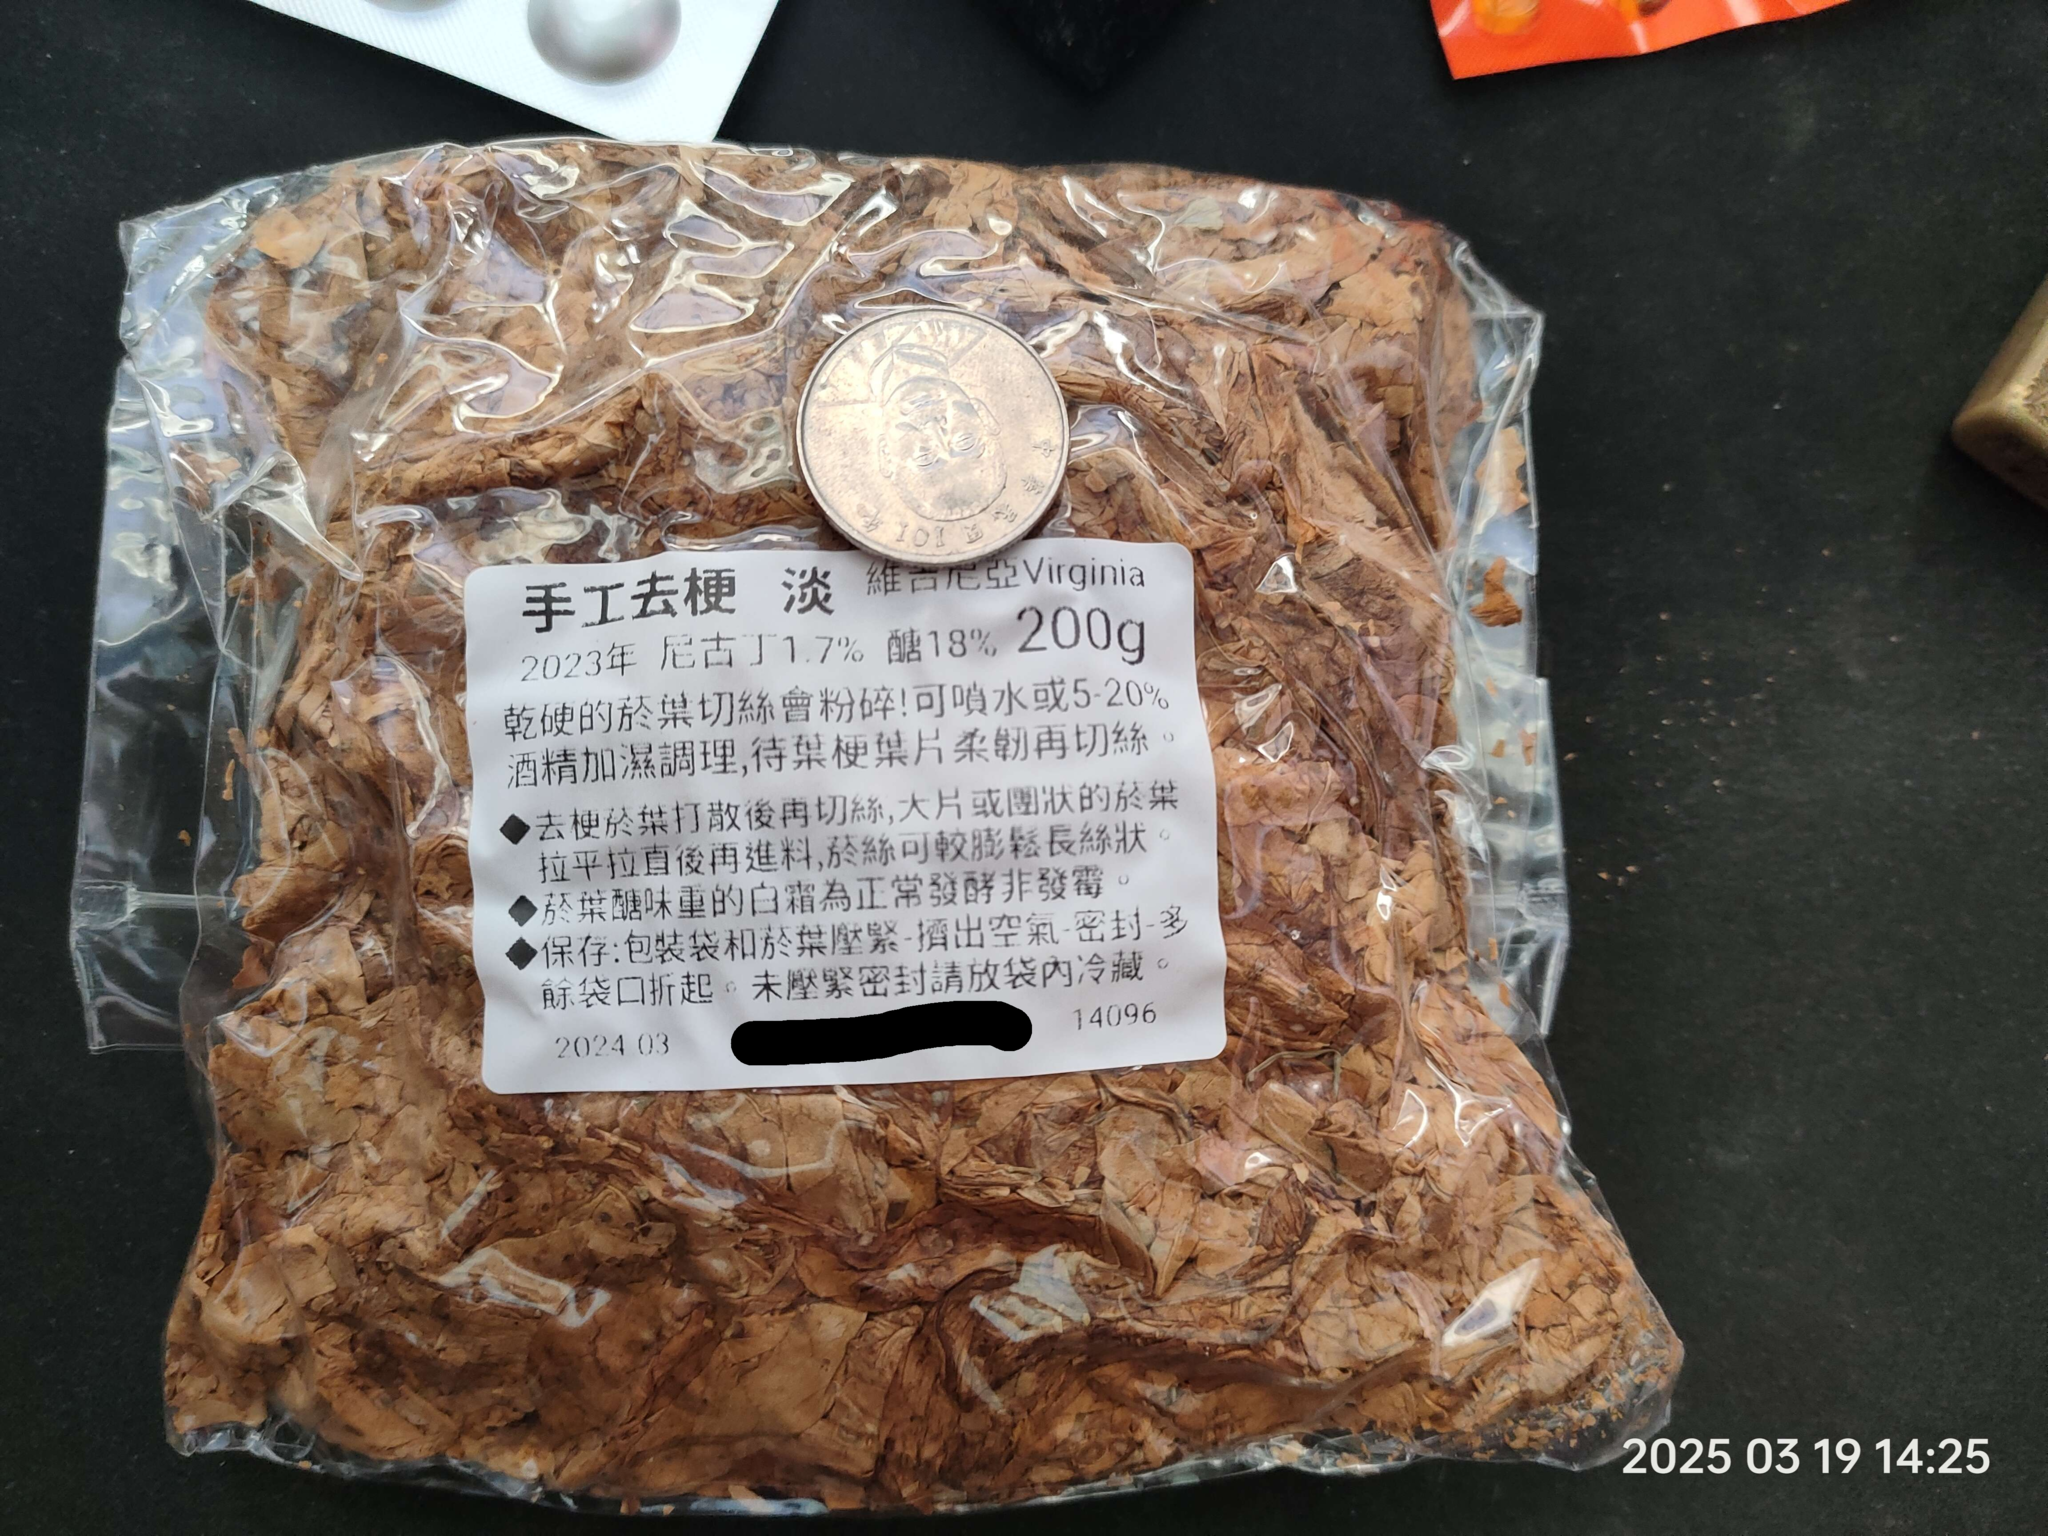 中華民國101年
手工去梗 淡 維吉尼亞Virginia
2023年 尼古丁1.7% 醣18% 200g
乾硬的菸葉切絲會粉碎!可噴水或5-20%
酒精加濕調理,待葉梗葉片柔韌再切絲。
◆去梗菸葉打散後再切絲,大片或團狀的菸葉
拉平拉直後再進料,菸絲可較膨鬆長絲狀。
◆菸葉醣味重的白霜為正常發酵非發霉。
◆保存:包裝袋和菸葉壓緊-擠出空氣-密封-多
餘袋口折起。未壓緊密封請放袋內冷藏。
2024 03 14096
2025 03 19 14:25